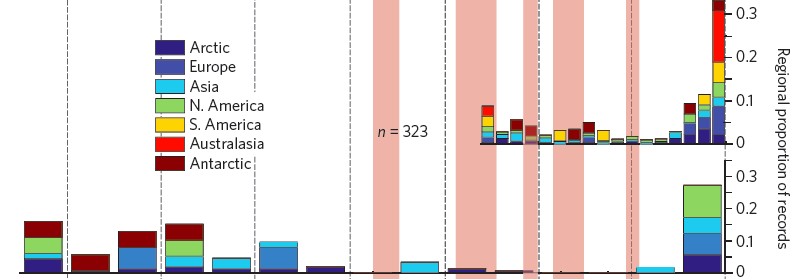 Arctic
Europe
Asia
N. America
S. America
Australasia
Antarctic
n = 323
0.3
0.2
0.1
0
0.3
0.2
0.1
0
Regional proportion of records